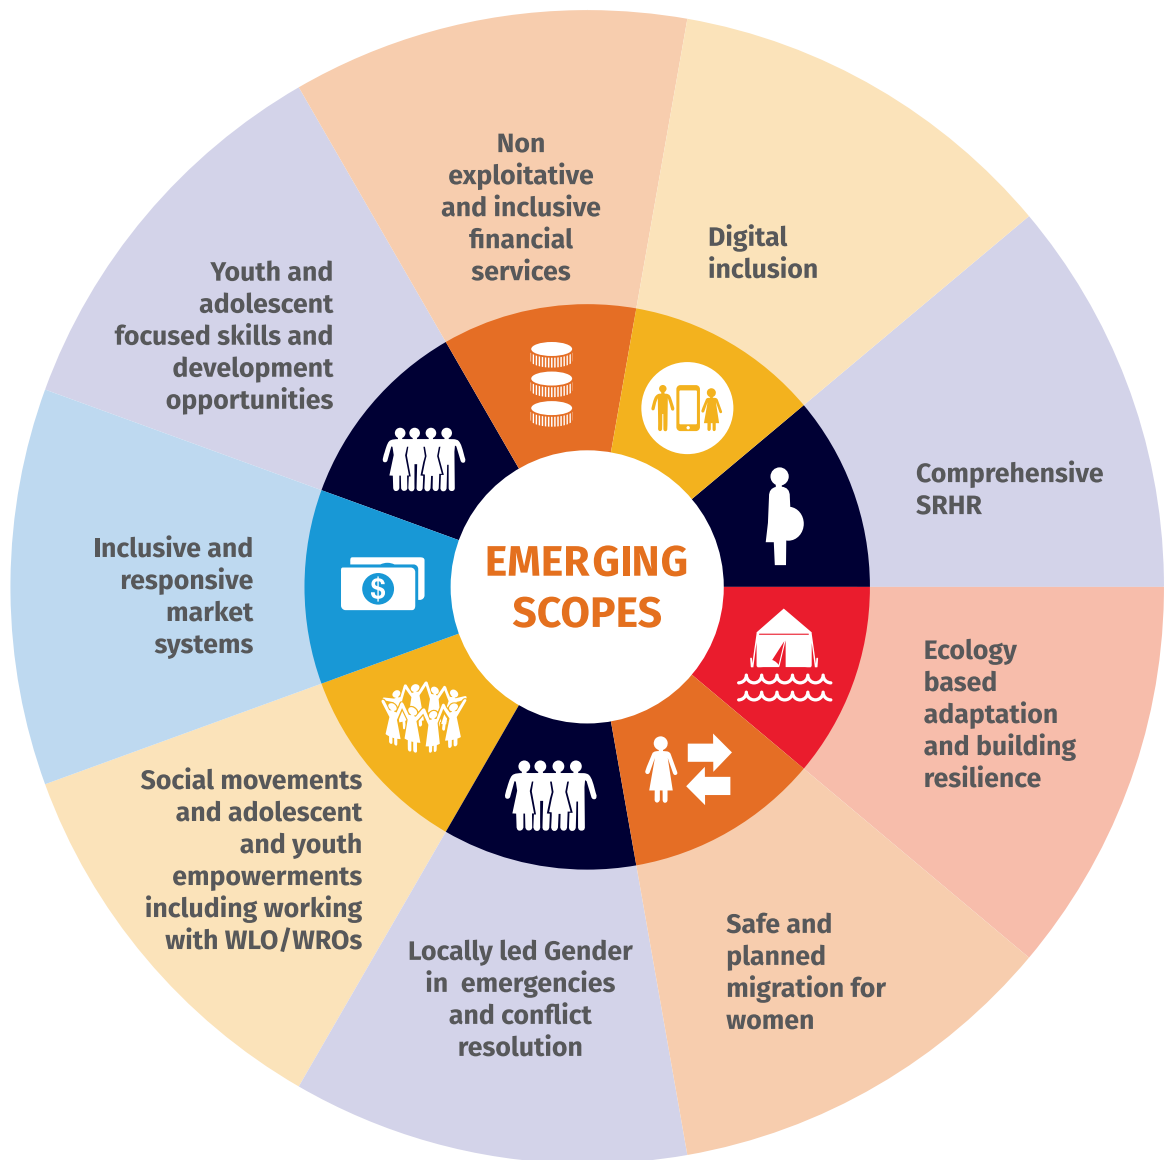 EMERGING
SCOPES
Non
exploitative
and inclusive
financial
services
Digital
inclusion
Comprehensive
SRHR
Ecology
based
adaptation
and building
resilience
Safe and
planned
migration for
women
Locally led Gender
in  emergencies
and conflict
resolution
Social movements
and adolescent
and youth
empowerments
including working
with WLO/WROs
Inclusive and
responsive
market
systems
Youth and
adolescent
focused skills and
development
opportunities
$